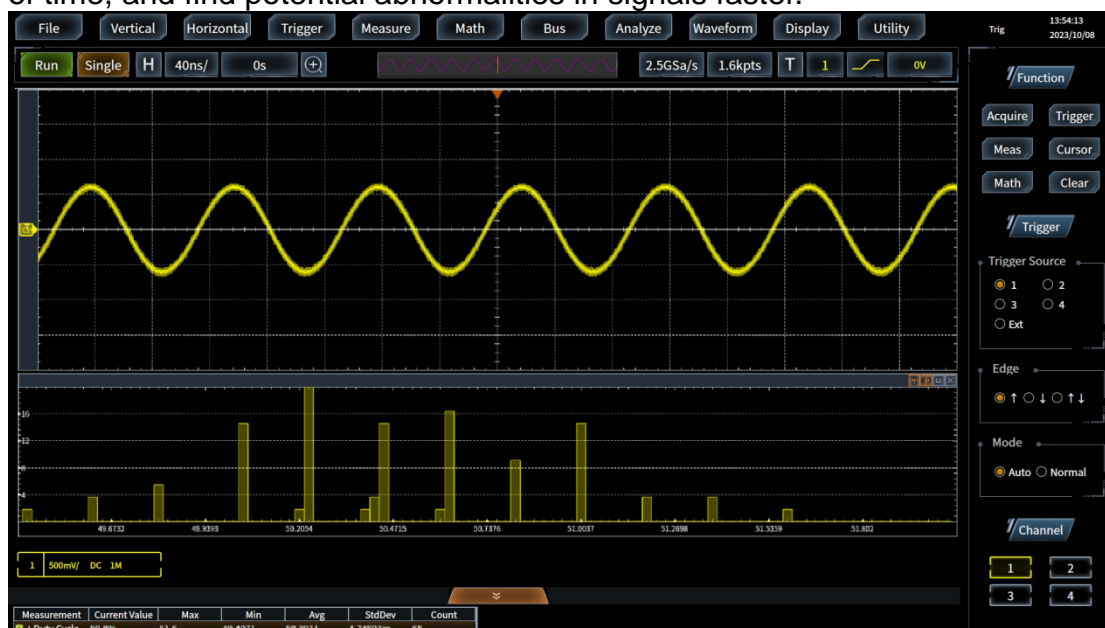 of time, and find potential abnormalities in signals faster.
File Vertical Horizontal Trigger Measure Math Bus Analyze Waveform Display Utility Trig 13:54:13
2023/10/08
Run Single H 40ns/ 0s 2.5GSa/s 1.6kpts T 1 0V
Function
Acquire Trigger
Meas Cursor
Math Clear
Trigger
Trigger Source
1 2
3 4
Ext
Edge
↑ ↓ ↑↓
Mode
Auto Normal
16
12
8
4
49.6732 49.9393 50.2054 50.4715 50.7376 51.0037 51.2698 51.5359 51.802
Channel
1 500mV/ DC 1M
1 2
3 4
Measurement Current Value Max Min Avg StdDev Count